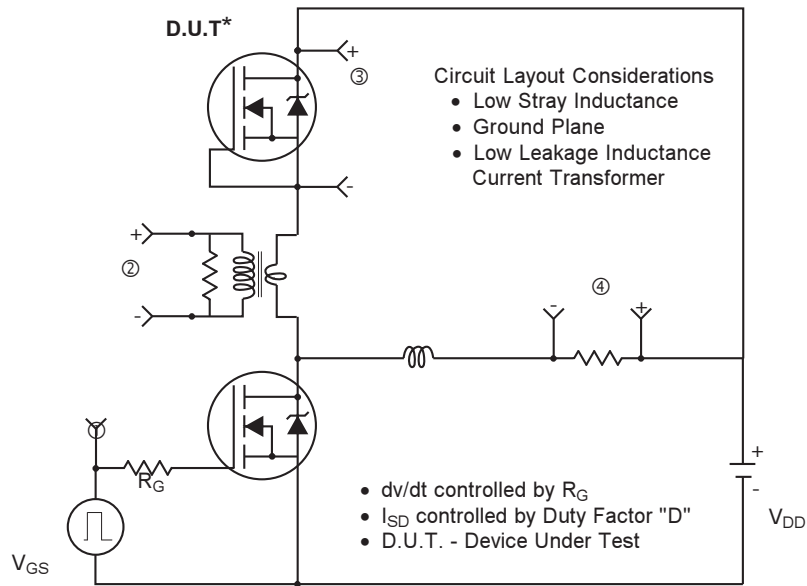 D.U.T*
+
③
Circuit Layout Considerations
• Low Stray Inductance
• Ground Plane
• Low Leakage Inductance
Current Transformer
-
+
②
-
④
-
+
①
R_G
+
-
V_DD
• dv/dt controlled by R_G
• I_SD controlled by Duty Factor "D"
• D.U.T. - Device Under Test
V_GS